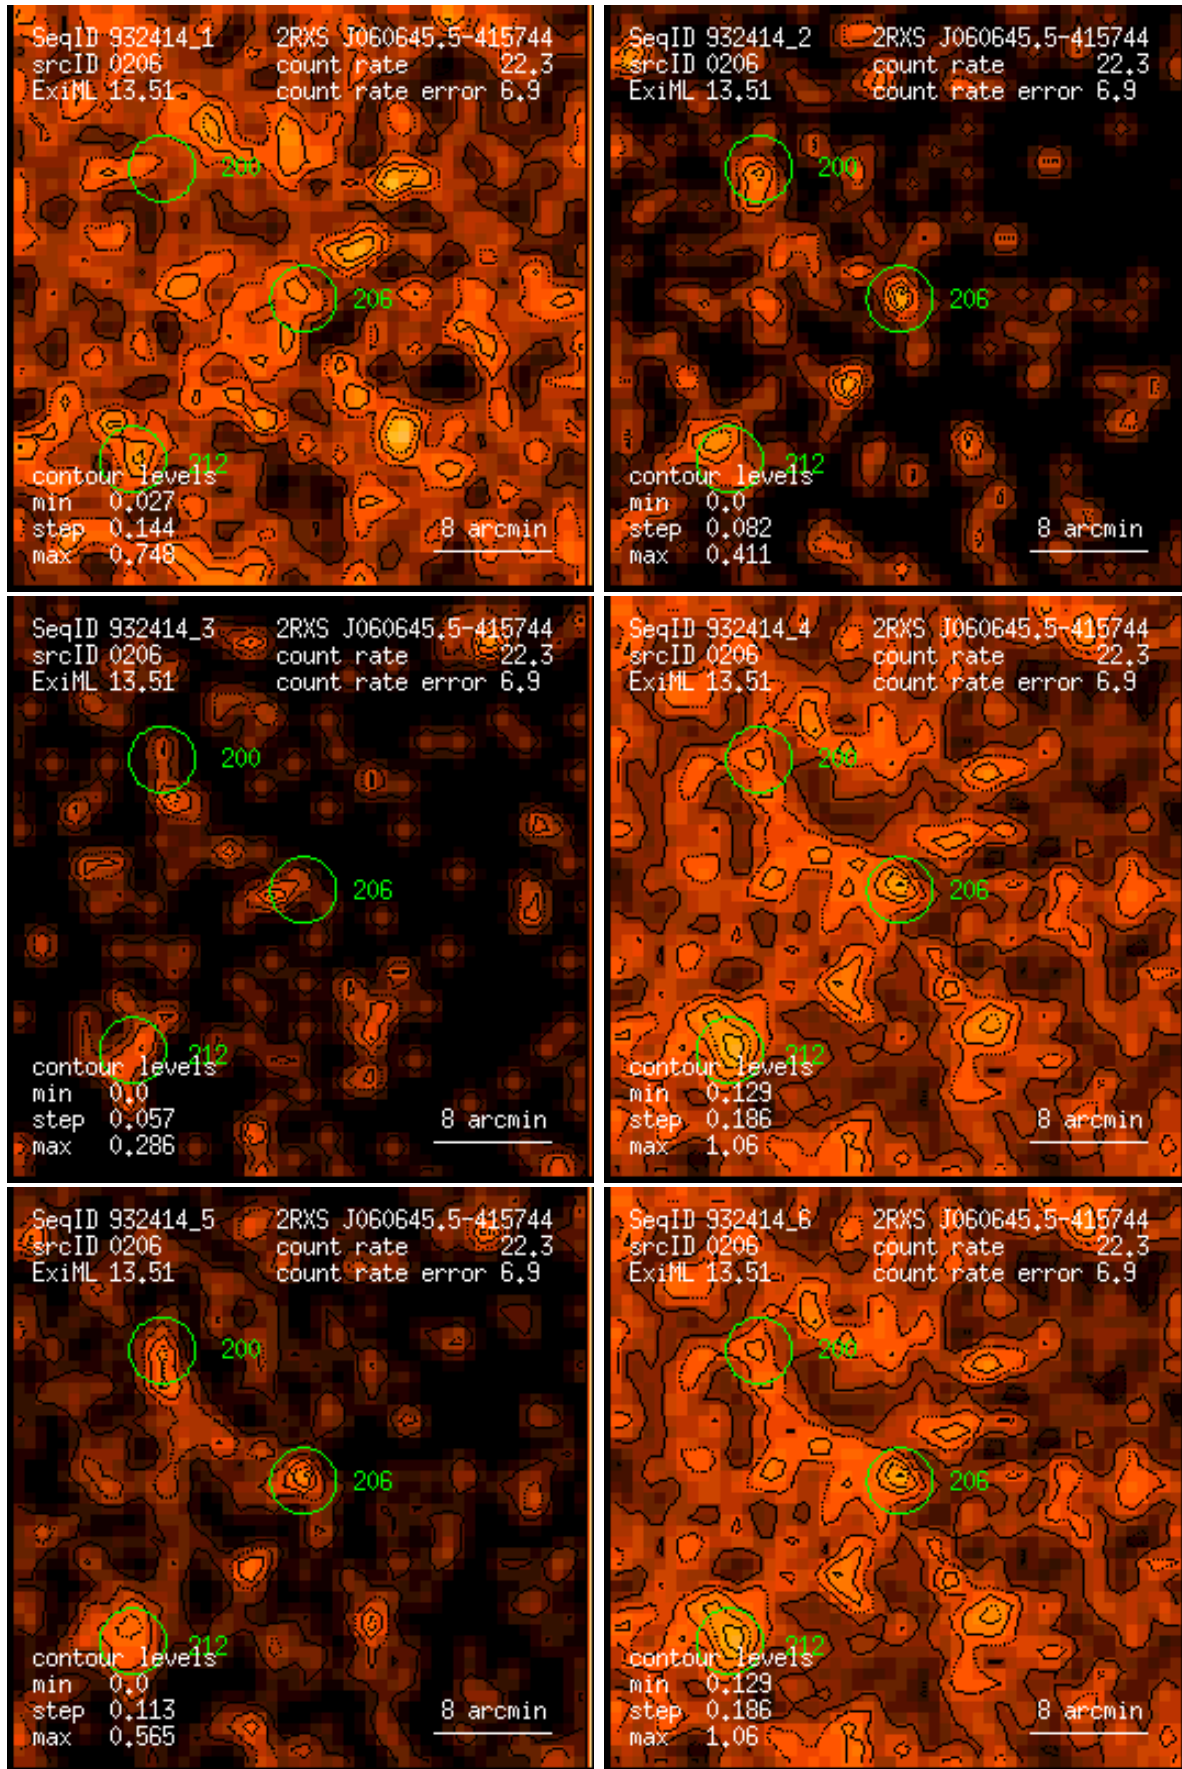 SeqID 932414_1 2RXS J060645.5-415744
srcID 0206 count rate 22.3
ExiML 13.51 count rate error 6.9
200
206
212
contour levels
min 0.027
step 0.144 8 arcmin
max 0.748
SeqID 932414_2 2RXS J060645.5-415744
srcID 0206 count rate 22.3
ExiML 13.51 count rate error 6.9
200
206
212
contour levels
min 0.0
step 0.082 8 arcmin
max 0.411
SeqID 932414_3 2RXS J060645.5-415744
srcID 0206 count rate 22.3
ExiML 13.51 count rate error 6.9
200
206
212
contour levels
min 0.0
step 0.057 8 arcmin
max 0.286
SeqID 932414_4 2RXS J060645.5-415744
srcID 0206 count rate 22.3
ExiML 13.51 count rate error 6.9
200
206
212
contour levels
min 0.129
step 0.186 8 arcmin
max 1.06
SeqID 932414_5 2RXS J060645.5-415744
srcID 0206 count rate 22.3
ExiML 13.51 count rate error 6.9
200
206
212
contour levels
min 0.0
step 0.113 8 arcmin
max 0.565
SeqID 932414_6 2RXS J060645.5-415744
srcID 0206 count rate 22.3
ExiML 13.51 count rate error 6.9
200
206
212
contour levels
min 0.129
step 0.186 8 arcmin
max 1.06